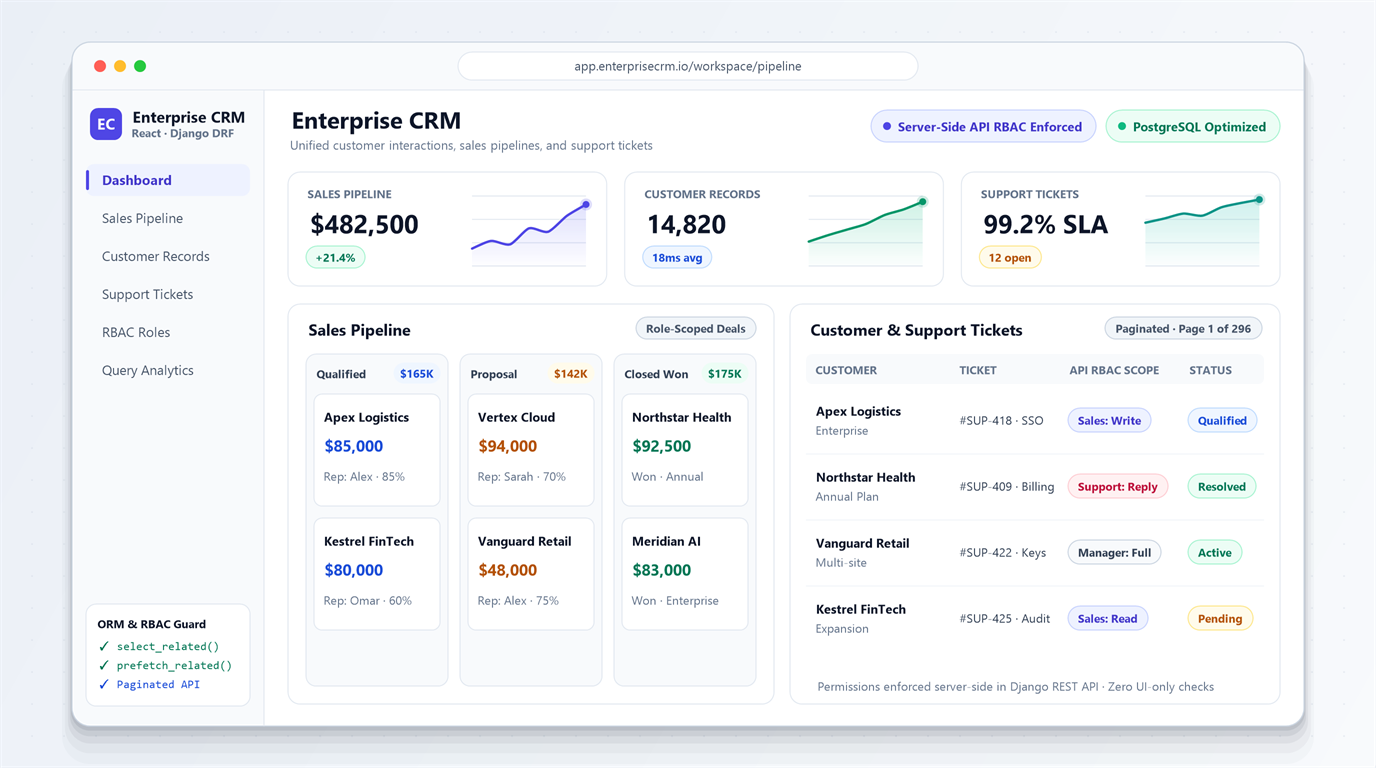 app.enterprisecrm.io/workspace/pipeline
EC
Enterprise CRM
React · Django DRF
Dashboard
Sales Pipeline
Customer Records
Support Tickets
RBAC Roles
Query Analytics
ORM & RBAC Guard
✓ select_related()
✓ prefetch_related()
✓ Paginated API
Enterprise CRM
Unified customer interactions, sales pipelines, and support tickets
Server-Side API RBAC Enforced
PostgreSQL Optimized
SALES PIPELINE
$482,500
+21.4%
CUSTOMER RECORDS
14,820
18ms avg
SUPPORT TICKETS
99.2% SLA
12 open
Sales Pipeline
Role-Scoped Deals
Qualified $165K
Apex Logistics
$85,000
Rep: Alex · 85%
Kestrel FinTech
$80,000
Rep: Omar · 60%
Proposal $142K
Vertex Cloud
$94,000
Rep: Sarah · 70%
Vanguard Retail
$48,000
Rep: Alex · 75%
Closed Won $175K
Northstar Health
$92,500
Won · Annual
Meridian AI
$83,000
Won · Enterprise
Customer & Support Tickets
Paginated · Page 1 of 296
CUSTOMER TICKET API RBAC SCOPE STATUS
Apex Logistics
Enterprise
#SUP-418 · SSO
Sales: Write
Qualified
Northstar Health
Annual Plan
#SUP-409 · Billing
Support: Reply
Resolved
Vanguard Retail
Multi-site
#SUP-422 · Keys
Manager: Full
Active
Kestrel FinTech
Expansion
#SUP-425 · Audit
Sales: Read
Pending
Permissions enforced server-side in Django REST API · Zero UI-only checks